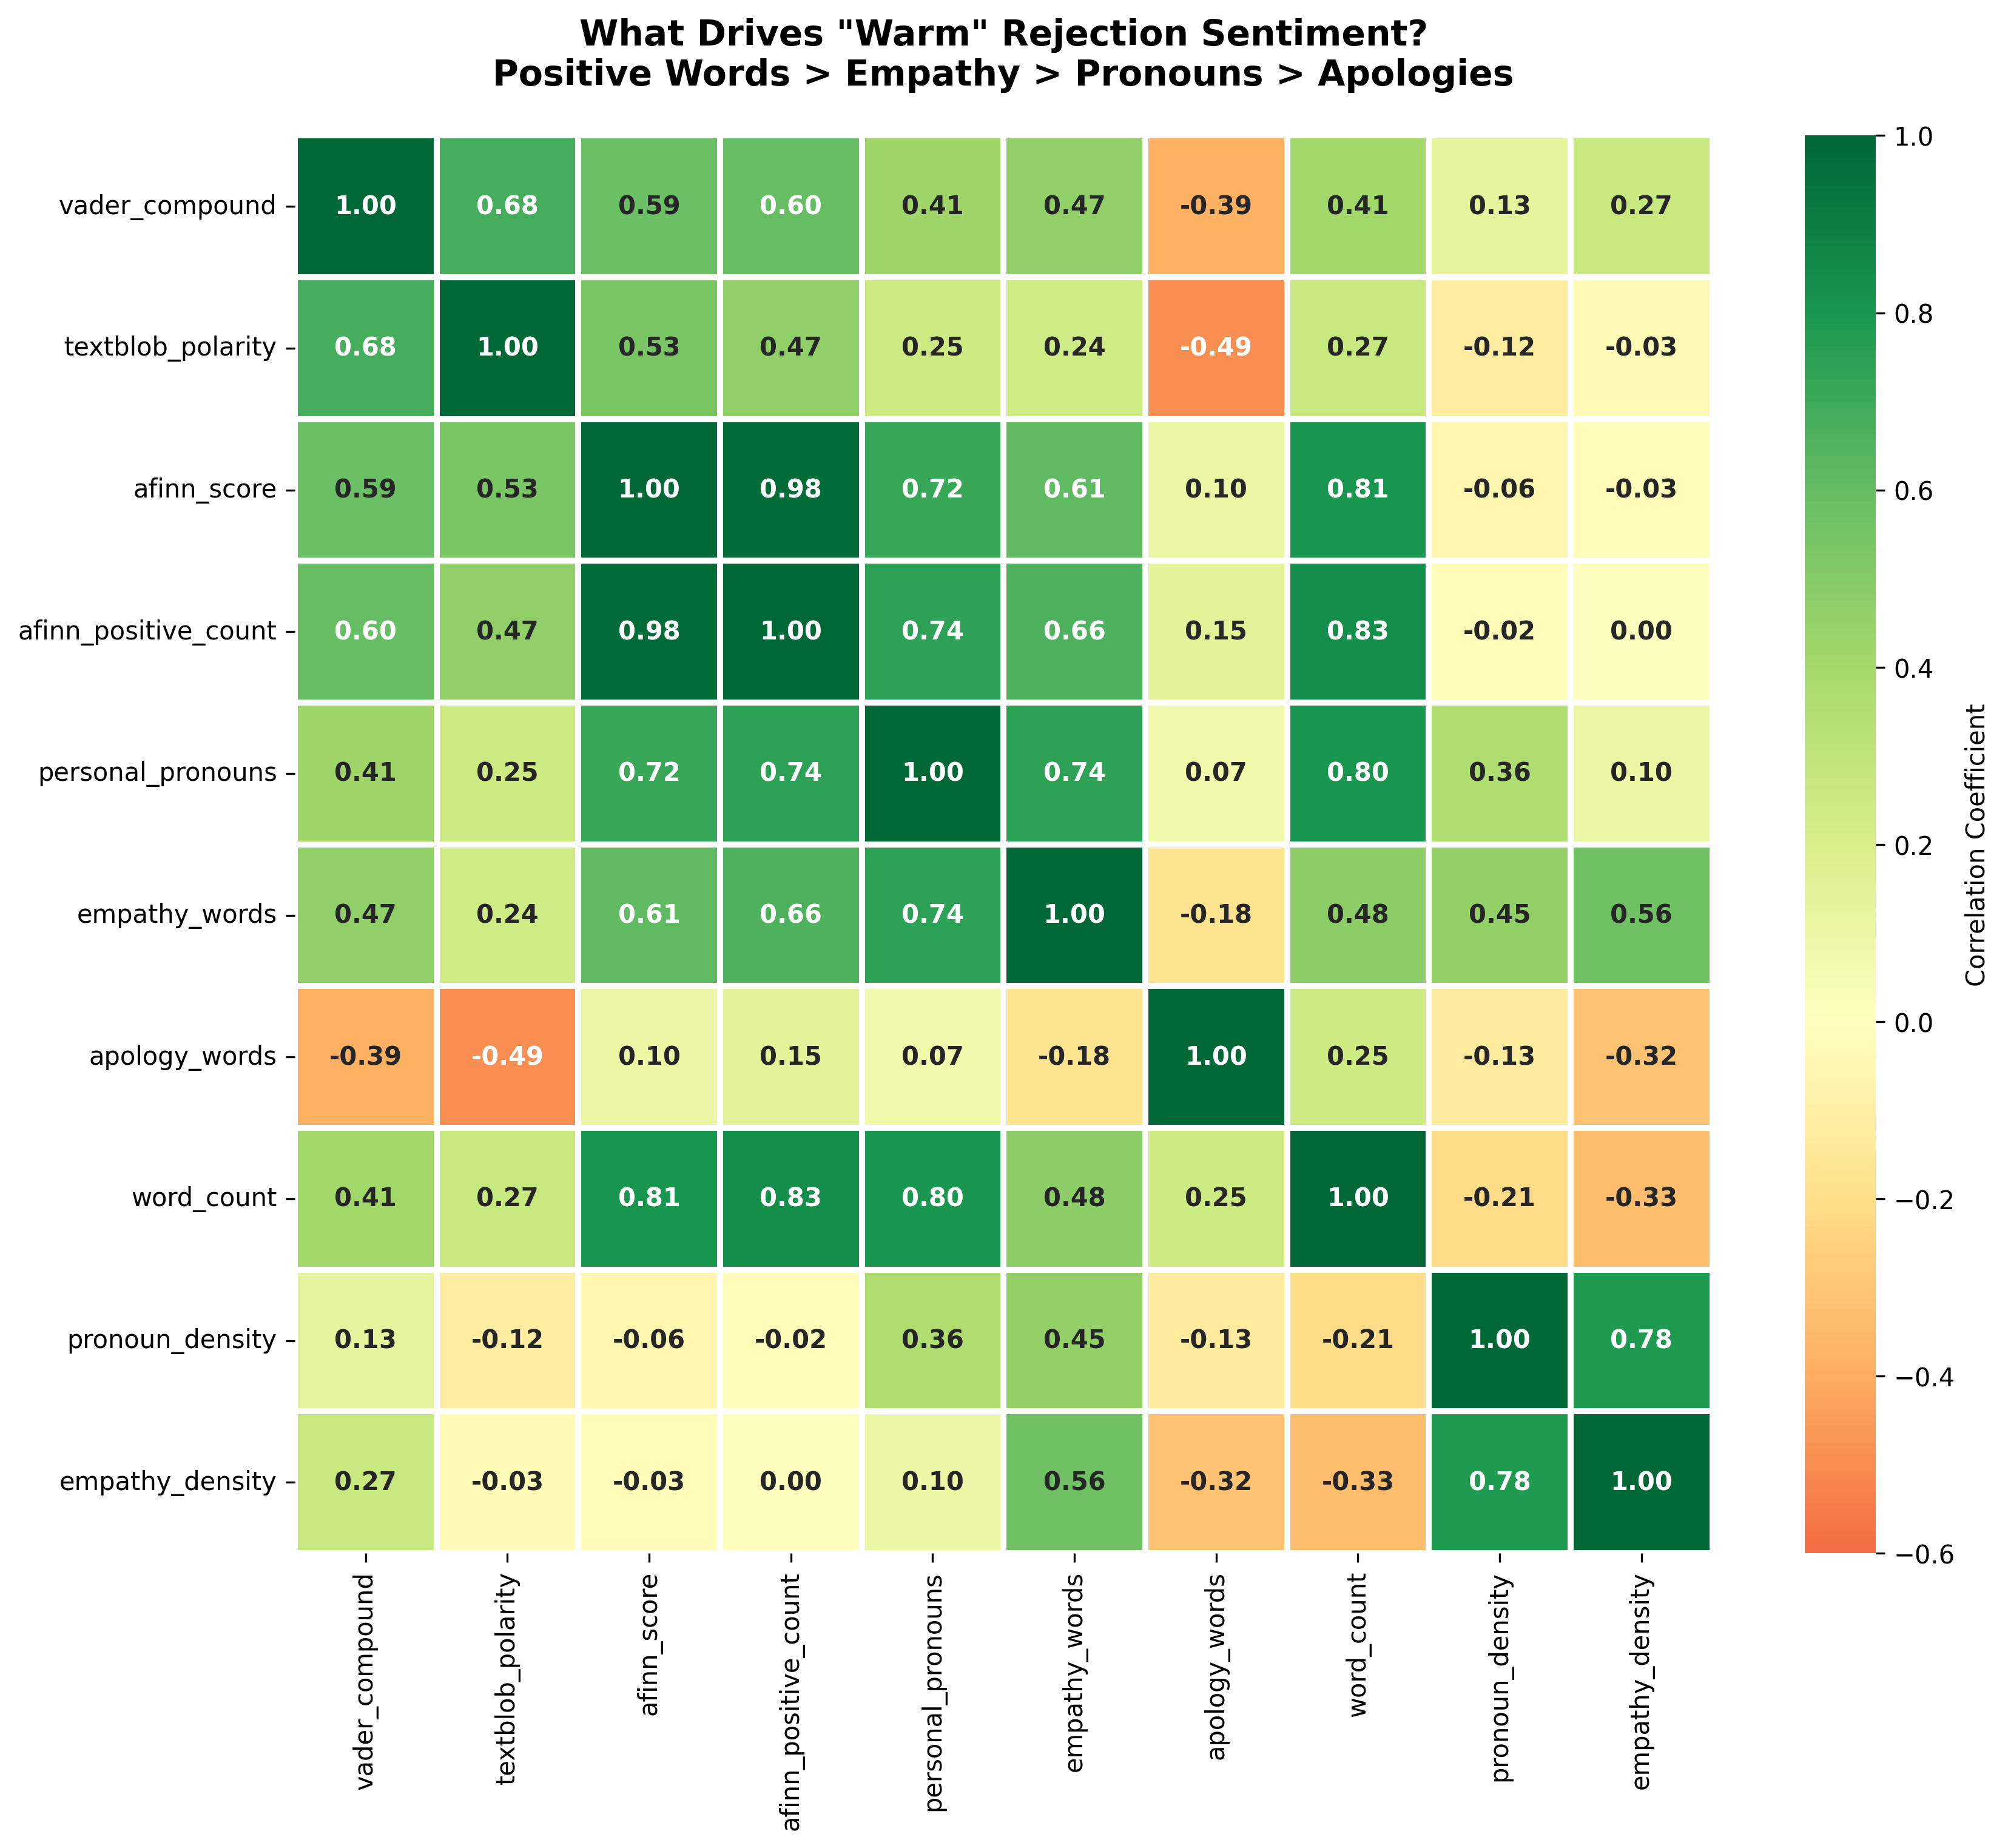 What Drives "Warm" Rejection Sentiment?
Positive Words > Empathy > Pronouns > Apologies
vader_compound 1.00 0.68 0.59 0.60 0.41 0.47 -0.39 0.41 0.13 0.27
textblob_polarity 0.68 1.00 0.53 0.47 0.25 0.24 -0.49 0.27 -0.12 -0.03
afinn_score 0.59 0.53 1.00 0.98 0.72 0.61 0.10 0.81 -0.06 -0.03
afinn_positive_count 0.60 0.47 0.98 1.00 0.74 0.66 0.15 0.83 -0.02 0.00
personal_pronouns 0.41 0.25 0.72 0.74 1.00 0.74 0.07 0.80 0.36 0.10
empathy_words 0.47 0.24 0.61 0.66 0.74 1.00 -0.18 0.48 0.45 0.56
apology_words -0.39 -0.49 0.10 0.15 0.07 -0.18 1.00 0.25 -0.13 -0.32
word_count 0.41 0.27 0.81 0.83 0.80 0.48 0.25 1.00 -0.21 -0.33
pronoun_density 0.13 -0.12 -0.06 -0.02 0.36 0.45 -0.13 -0.21 1.00 0.78
empathy_density 0.27 -0.03 -0.03 0.00 0.10 0.56 -0.32 -0.33 0.78 1.00
vader_compound
textblob_polarity
afinn_score
afinn_positive_count
personal_pronouns
empathy_words
apology_words
word_count
pronoun_density
empathy_density
1.0
0.8
0.6
0.4
0.2
0.0
−0.2
−0.4
−0.6
Correlation Coefficient